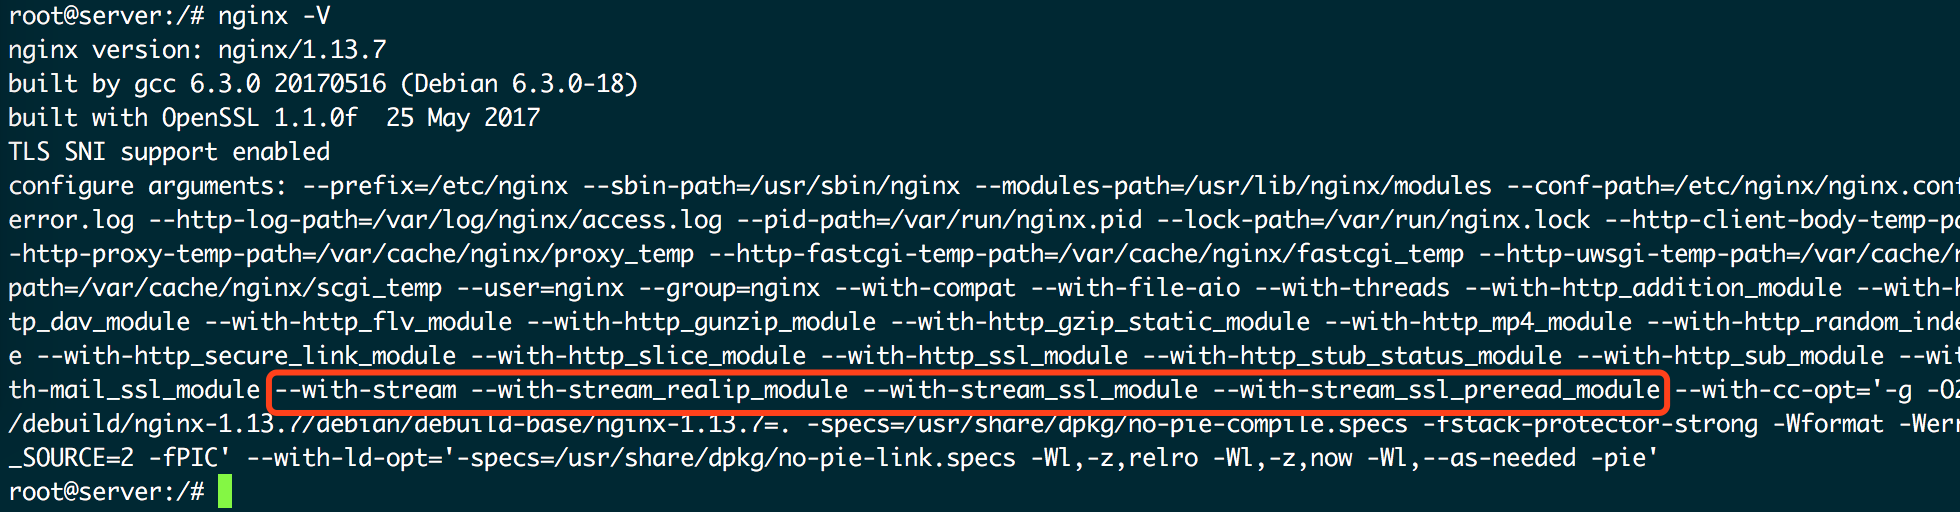 root@server:/# nginx -V
nginx version: nginx/1.13.7
built by gcc 6.3.0 20170516 (Debian 6.3.0-18)
built with OpenSSL 1.1.0f  25 May 2017
TLS SNI support enabled
configure arguments: --prefix=/etc/nginx --sbin-path=/usr/sbin/nginx --modules-path=/usr/lib/nginx/modules --conf-path=/etc/nginx/nginx.conf
error.log --http-log-path=/var/log/nginx/access.log --pid-path=/var/run/nginx.pid --lock-path=/var/run/nginx.lock --http-client-body-temp-pa
-http-proxy-temp-path=/var/cache/nginx/proxy_temp --http-fastcgi-temp-path=/var/cache/nginx/fastcgi_temp --http-uwsgi-temp-path=/var/cache/n
path=/var/cache/nginx/scgi_temp --user=nginx --group=nginx --with-compat --with-file-aio --with-threads --with-http_addition_module --with-h
tp_dav_module --with-http_flv_module --with-http_gunzip_module --with-http_gzip_static_module --with-http_mp4_module --with-http_random_inde
e --with-http_secure_link_module --with-http_slice_module --with-http_ssl_module --with-http_stub_status_module --with-http_sub_module --wit
th-mail_ssl_module --with-stream --with-stream_realip_module --with-stream_ssl_module --with-stream_ssl_preread_module --with-cc-opt='-g -O2
/debuild/nginx-1.13.7/debian/debuild-base/nginx-1.13.7=. -specs=/usr/share/dpkg/no-pie-compile.specs -fstack-protector-strong -Wformat -Werr
_SOURCE=2 -fPIC' --with-ld-opt='-specs=/usr/share/dpkg/no-pie-link.specs -Wl,-z,relro -Wl,-z,now -Wl,--as-needed -pie'
root@server:/#